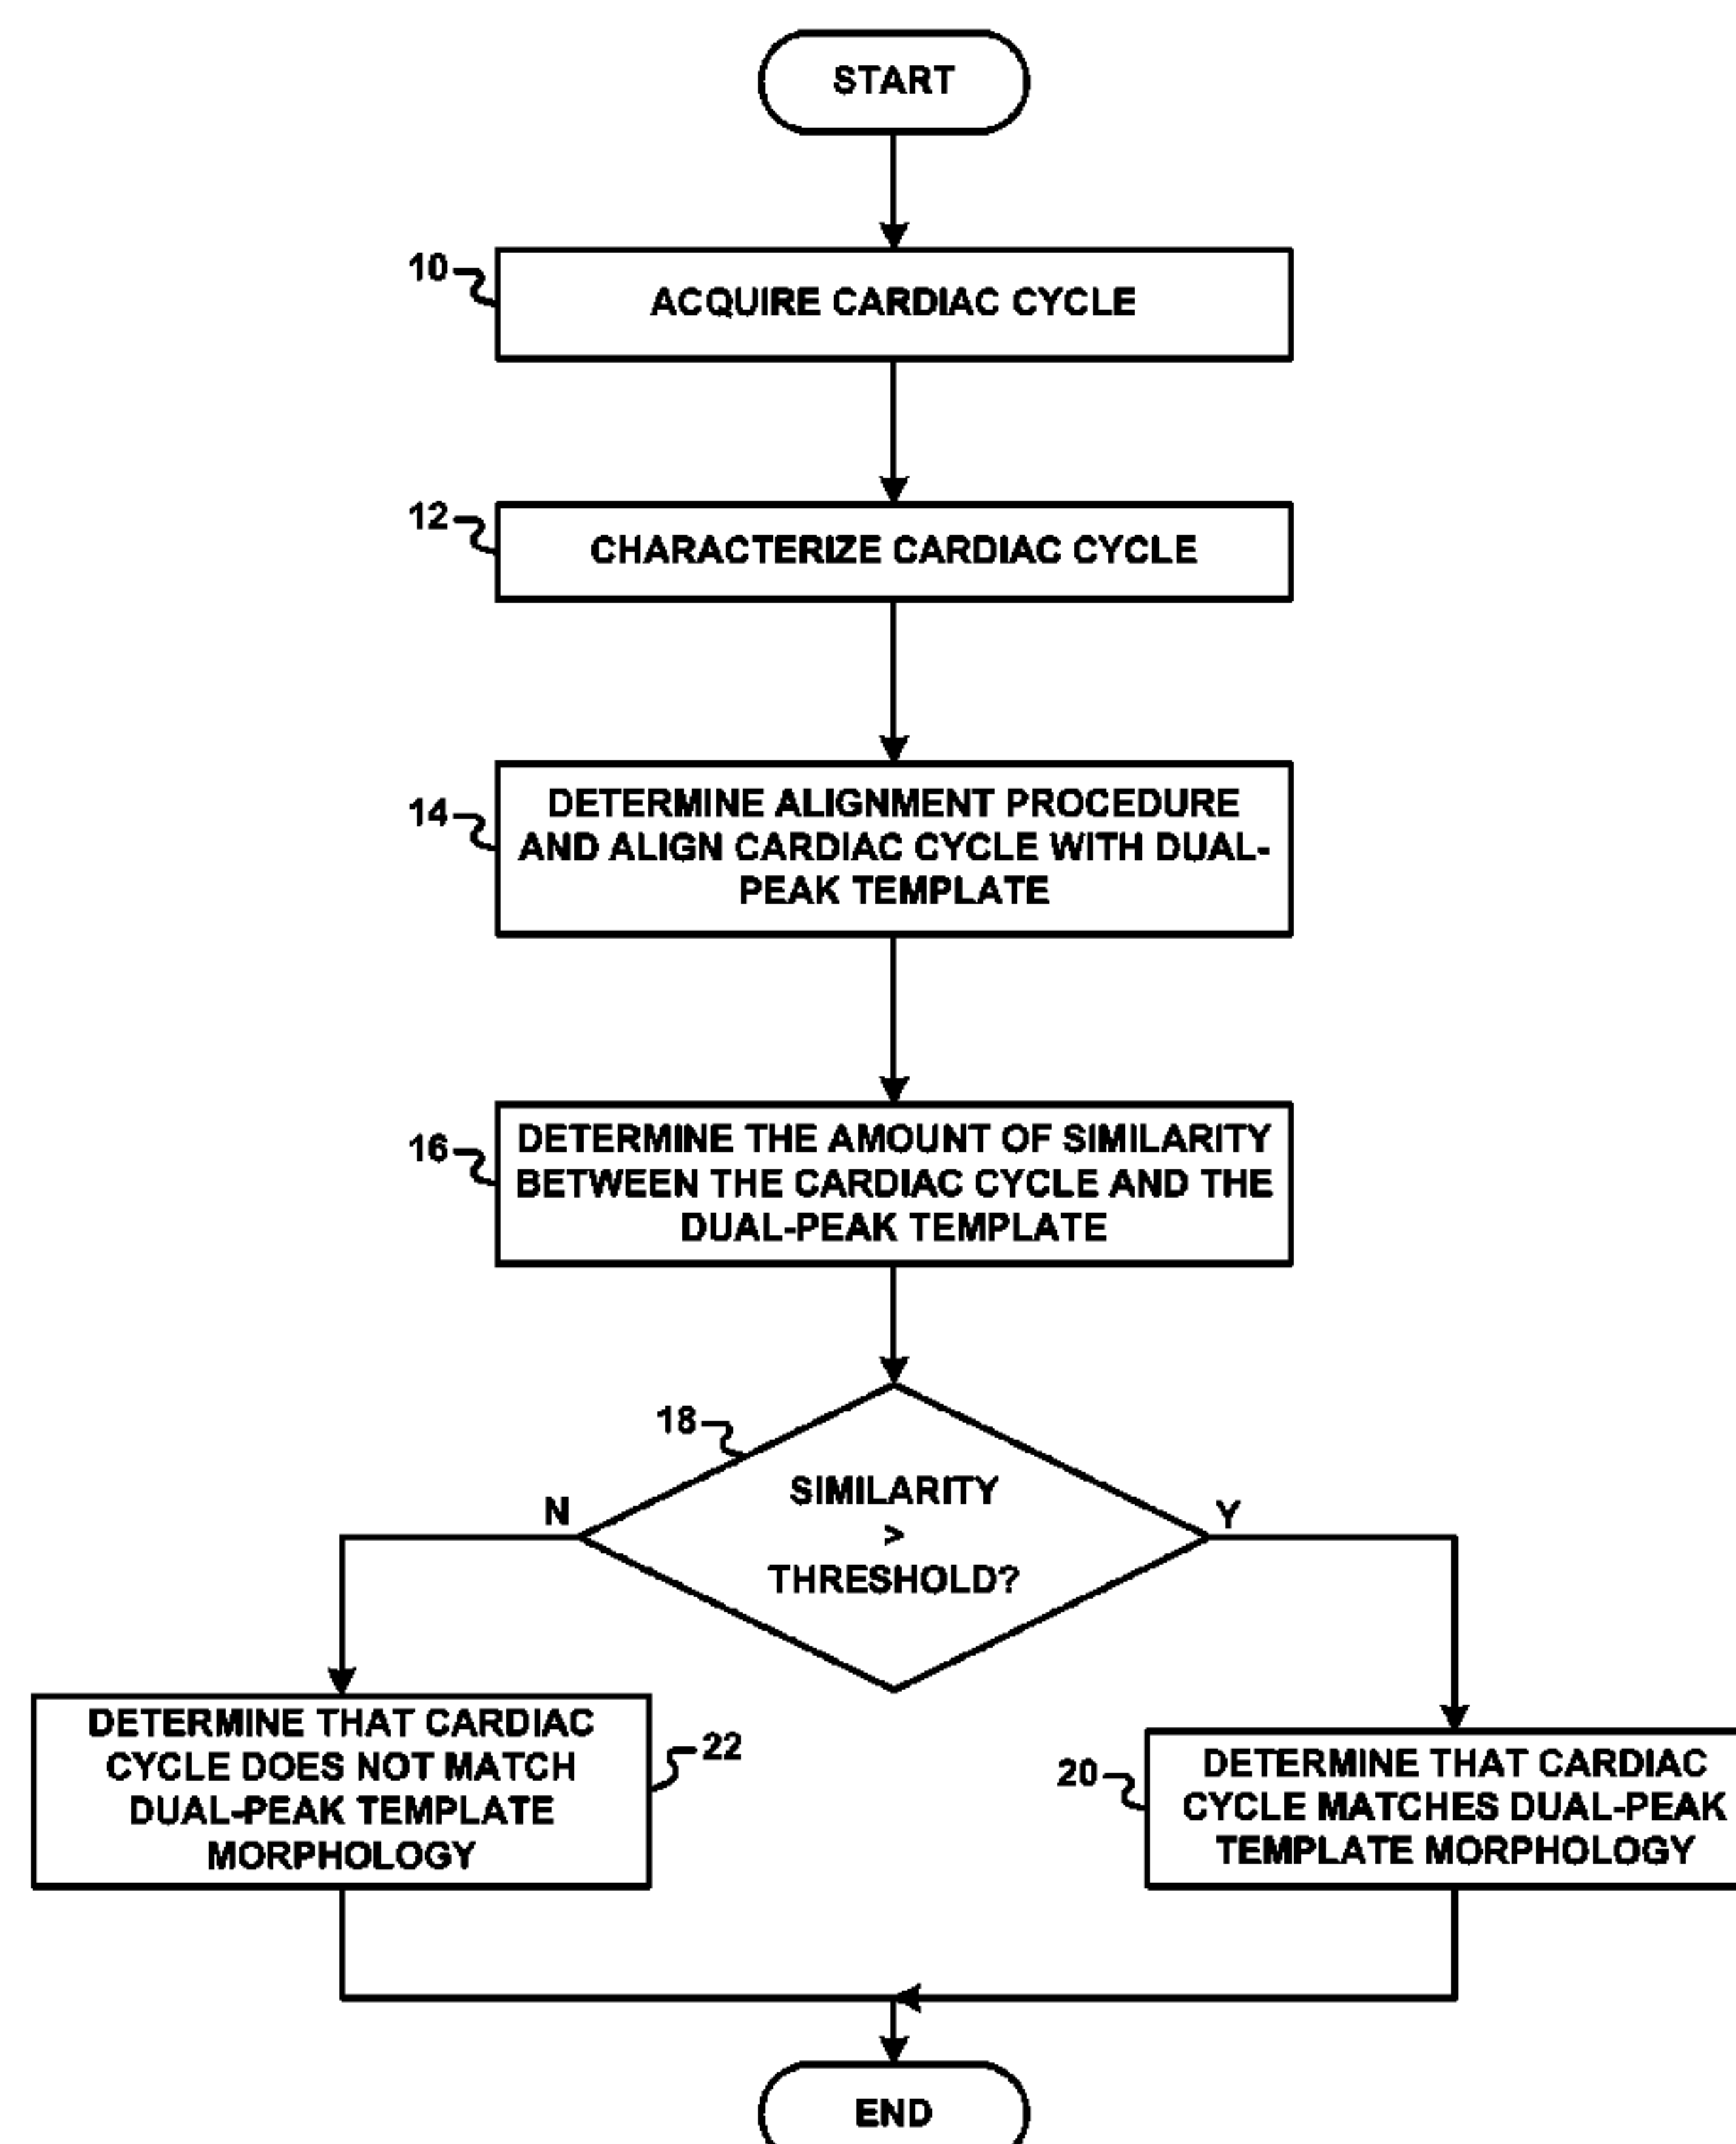 START
10
ACQUIRE CARDIAC CYCLE
12
CHARACTERIZE CARDIAC CYCLE
14
DETERMINE ALIGNMENT PROCEDURE
AND ALIGN CARDIAC CYCLE WITH DUAL-
PEAK TEMPLATE
16
DETERMINE THE AMOUNT OF SIMILARITY
BETWEEN THE CARDIAC CYCLE AND THE
DUAL-PEAK TEMPLATE
18
SIMILARITY
>
THRESHOLD?
N
Y
DETERMINE THAT CARDIAC
CYCLE DOES NOT MATCH
DUAL-PEAK TEMPLATE
MORPHOLOGY
22
20
DETERMINE THAT CARDIAC
CYCLE MATCHES DUAL-PEAK
TEMPLATE MORPHOLOGY
END